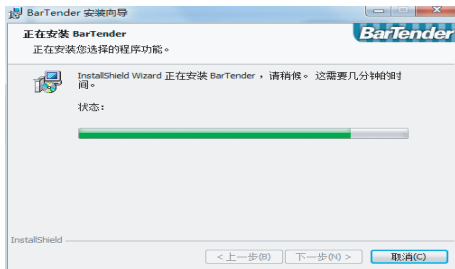 BarTender 安装向导
正在安装 BarTender
正在安装您选择的程序功能。
BarTender
InstallShield Wizard 正在安装 BarTender ，请稍候。 这需要几分钟的时
间。
状态：
InstallShield
< 上一步(B)
下一步(N) >
取消(C)